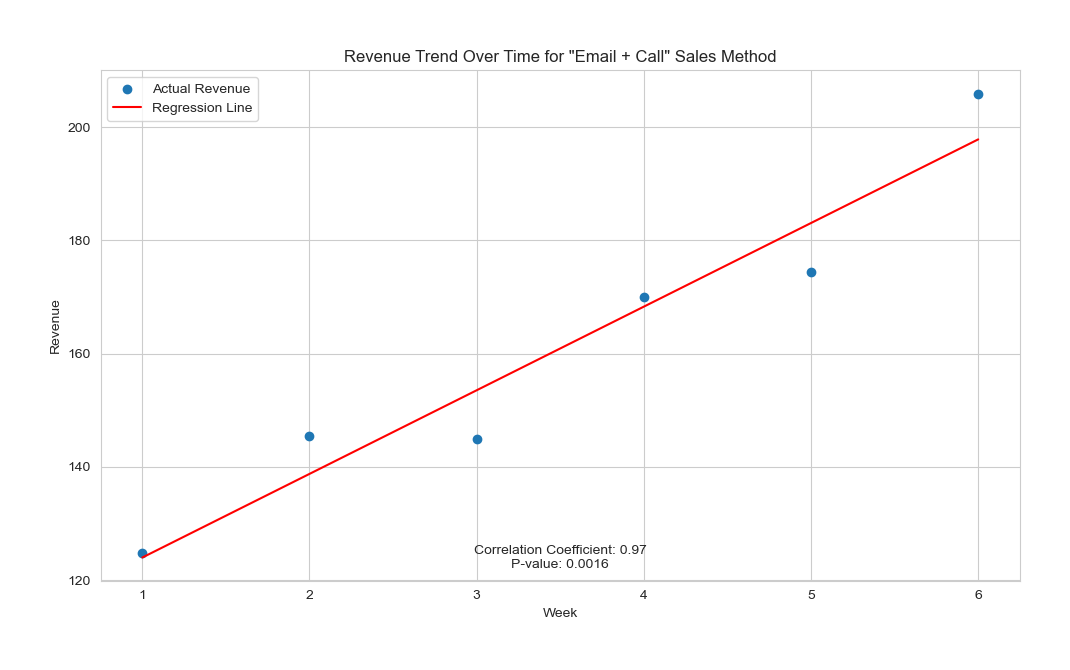 Revenue Trend Over Time for "Email + Call" Sales Method
Actual Revenue
Regression Line
200
180
160
140
120
Revenue
Correlation Coefficient: 0.97
P-value: 0.0016
1 2 3 4 5 6
Week